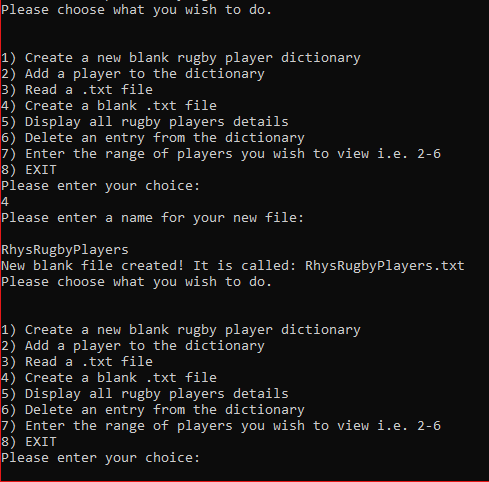 Please choose what you wish to do.
1) Create a new blank rugby player dictionary
2) Add a player to the dictionary
3) Read a .txt file
4) Create a blank .txt file
5) Display all rugby players details
6) Delete an entry from the dictionary
7) Enter the range of players you wish to view i.e. 2-6
8) EXIT
Please enter your choice:
4
Please enter a name for your new file:
RhysRugbyPlayers
New blank file created! It is called: RhysRugbyPlayers.txt
Please choose what you wish to do.
1) Create a new blank rugby player dictionary
2) Add a player to the dictionary
3) Read a .txt file
4) Create a blank .txt file
5) Display all rugby players details
6) Delete an entry from the dictionary
7) Enter the range of players you wish to view i.e. 2-6
8) EXIT
Please enter your choice: